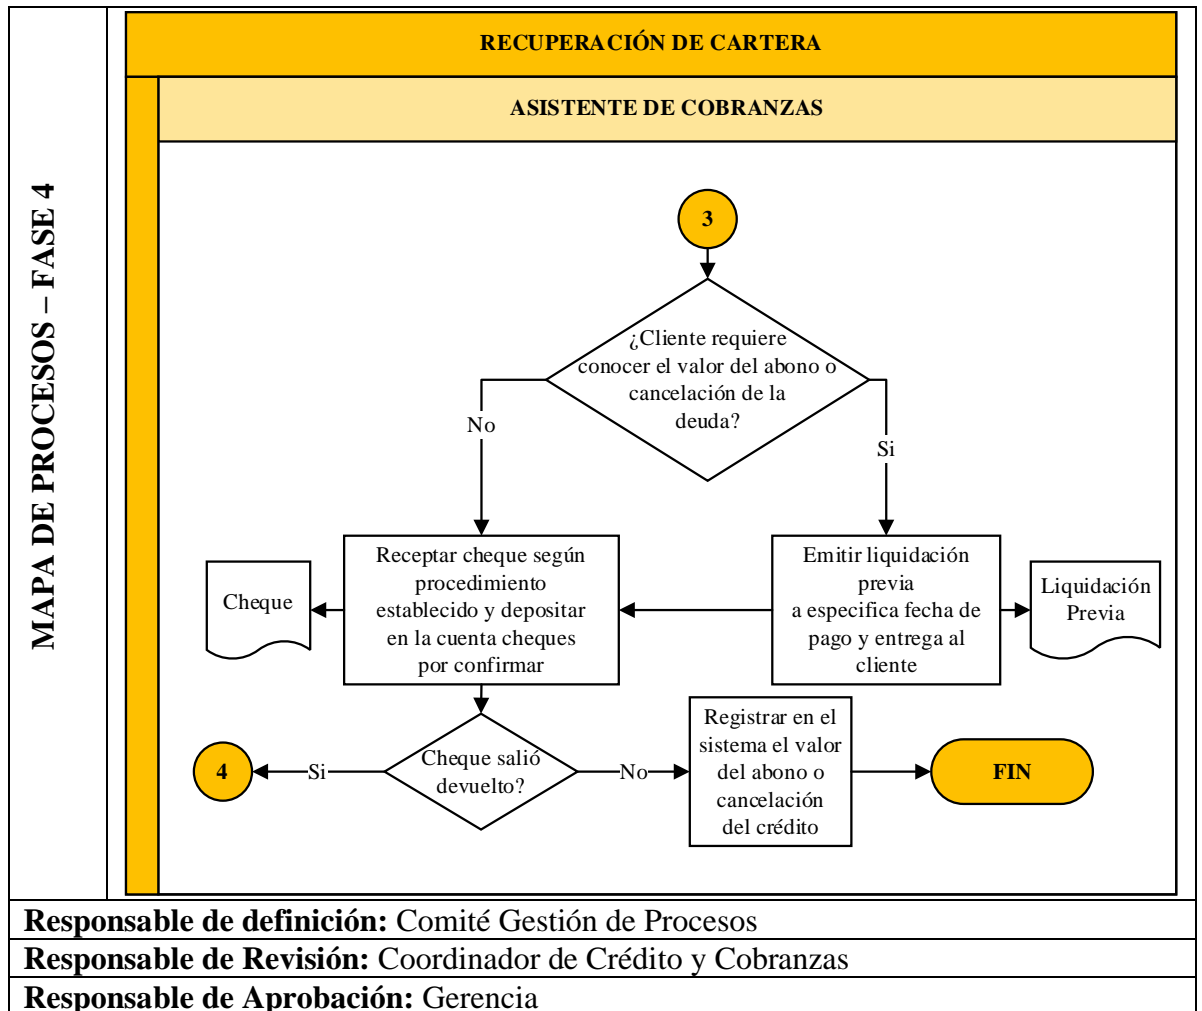 MAPA DE PROCESOS – FASE 4
RECUPERACIÓN DE CARTERA
ASISTENTE DE COBRANZAS
3
¿Cliente requiere
conocer el valor del abono o
cancelación de la
deuda?
No
Si
Receptar cheque según
procedimiento
establecido y depositar
en la cuenta cheques
por confirmar
Cheque
Emitir liquidación
previa
a especifica fecha de
pago y entrega al
cliente
Liquidación
Previa
Cheque salió
devuelto?
Si
4
No
Registrar en el
sistema el valor
del abono o
cancelación
del crédito
FIN
Responsable de definición: Comité Gestión de Procesos
Responsable de Revisión: Coordinador de Crédito y Cobranzas
Responsable de Aprobación: Gerencia